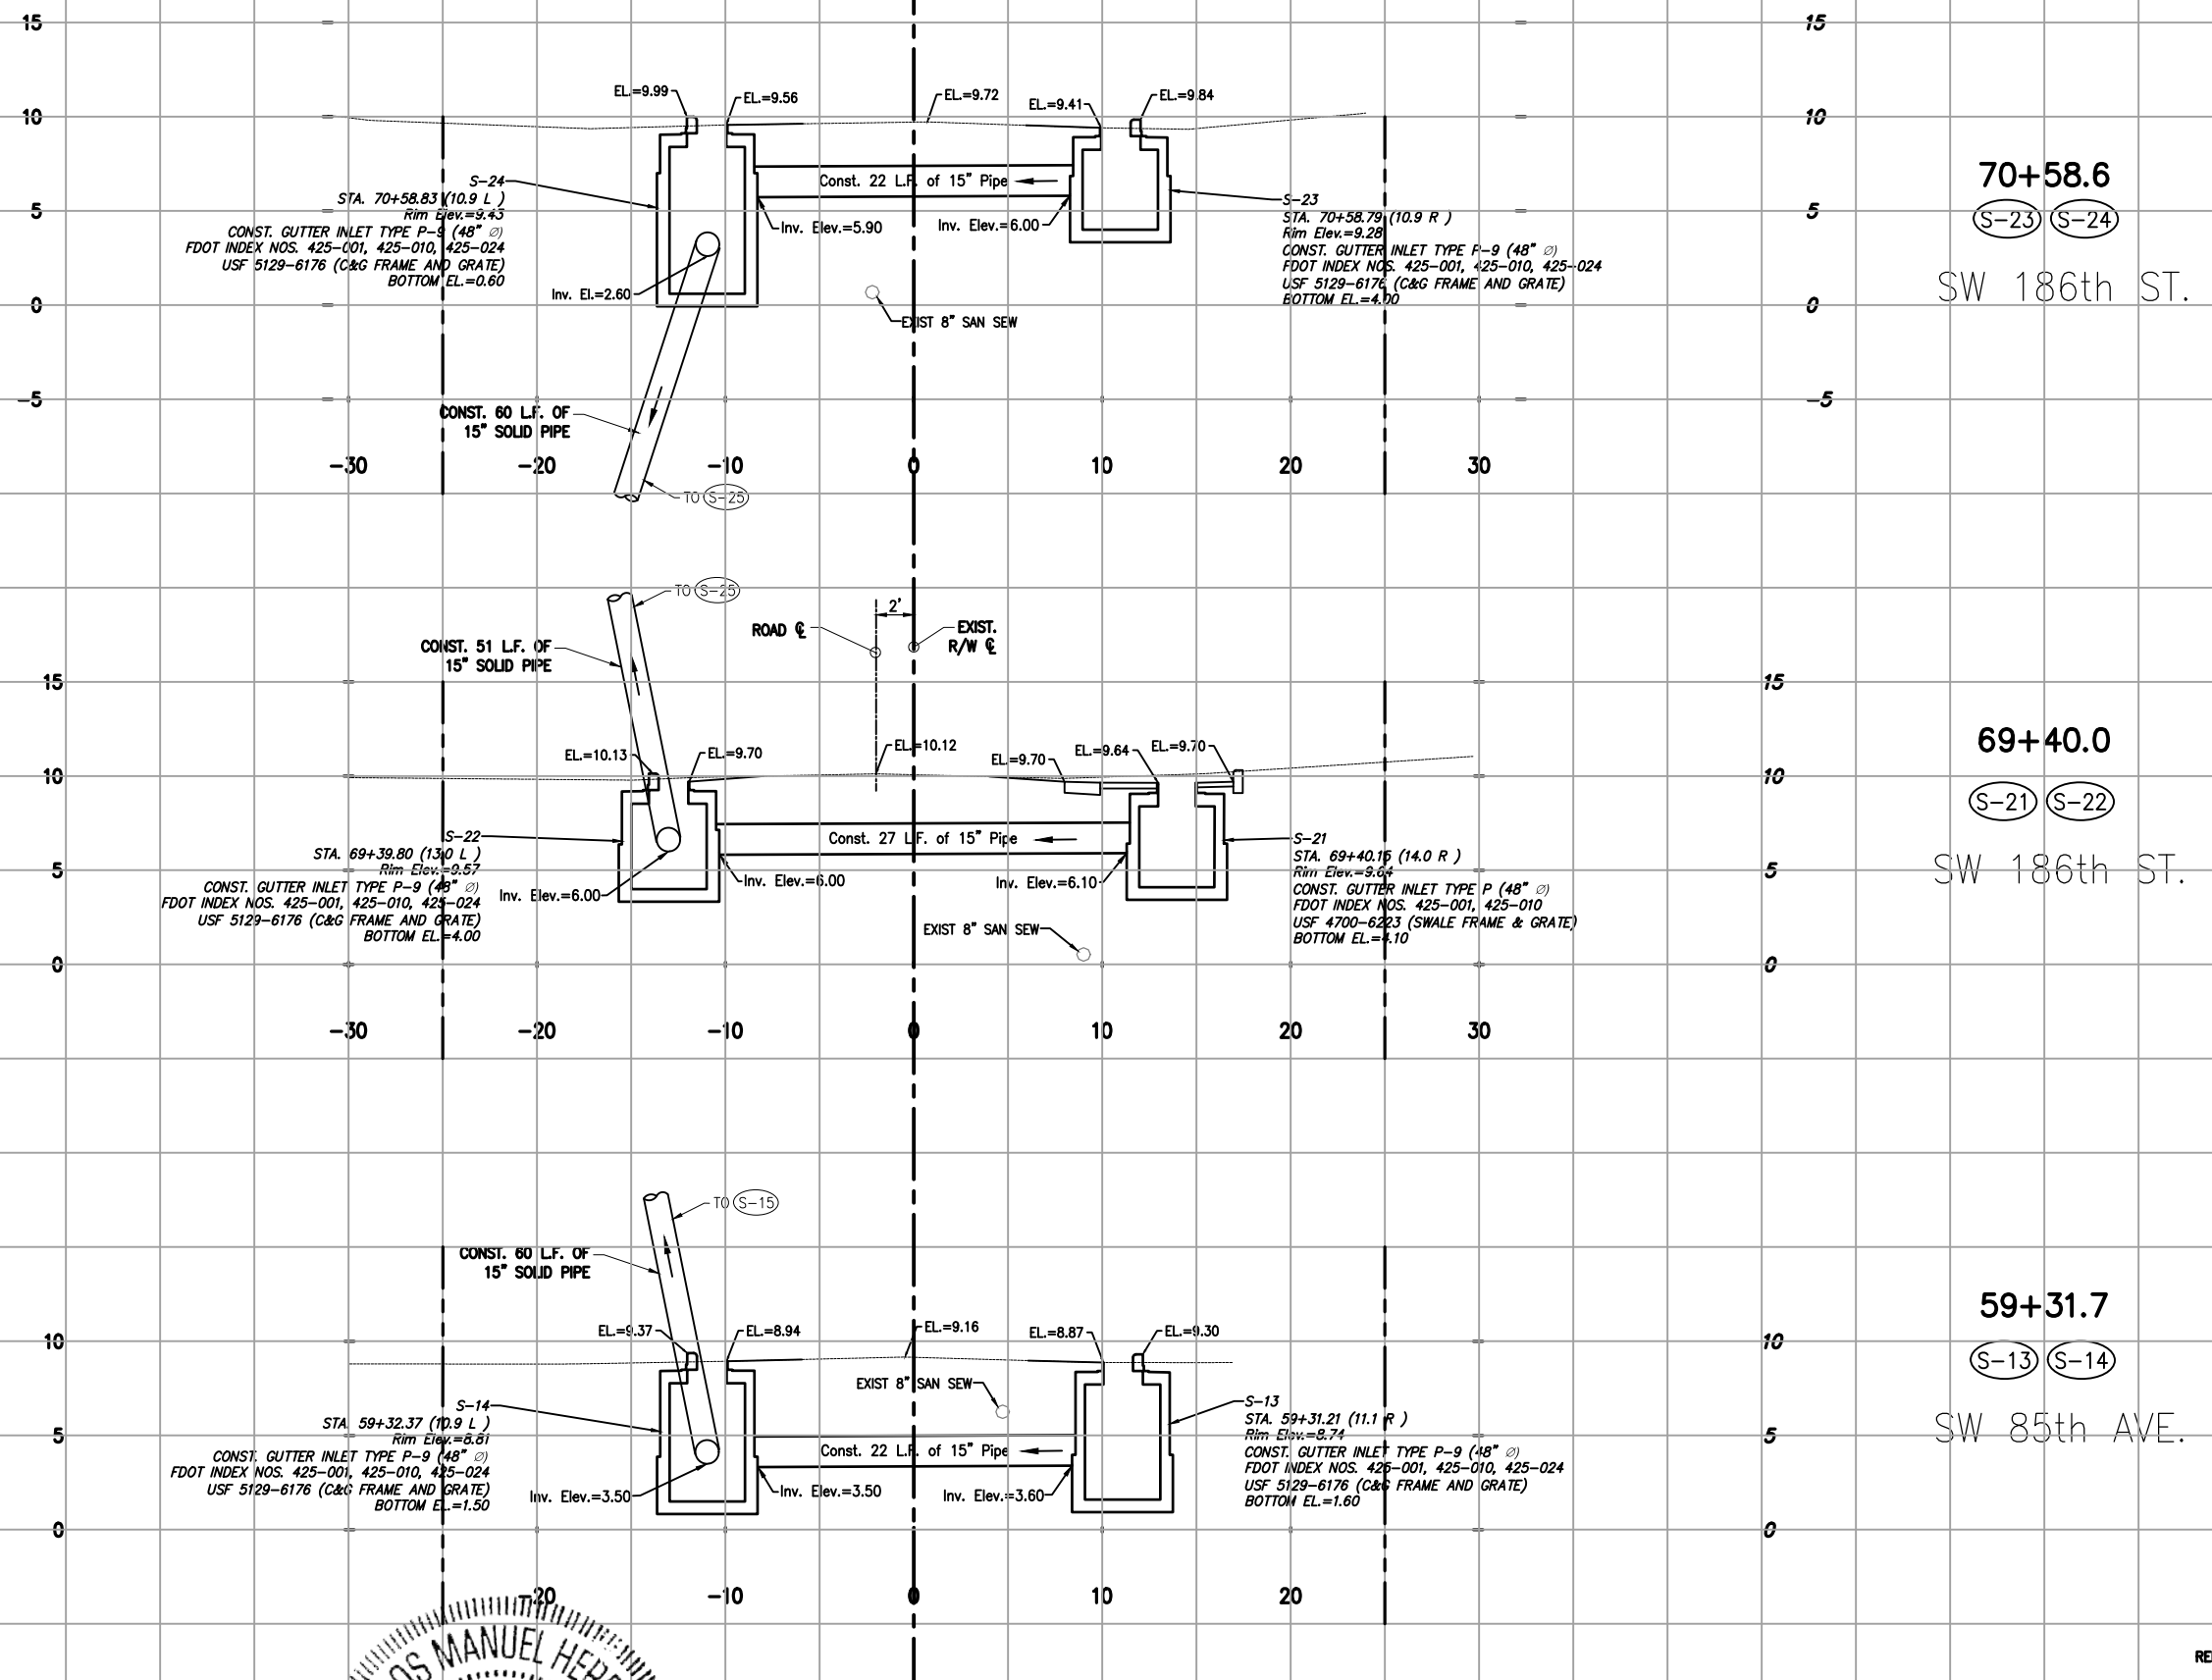 15
15
EL.=9.99
EL.=9.56
EL.=9.72
EL.=9.41
EL.=9.84
10
10
70+58.6
S-23
S-24
SW 186th ST.
S-24
STA. 70+58.83 (10.9 L )
Rim Elev.=9.43
CONST. GUTTER INLET TYPE P-9 (48" ∅)
FDOT INDEX NOS. 425-001, 425-010, 425-024
USF 5129-6176 (C&G FRAME AND GRATE)
BOTTOM EL.=0.60
Const. 22 L.F. of 15" Pipe
Inv. Elev.=5.90
Inv. Elev.=6.00
S-23
STA. 70+58.79 (10.9 R )
Rim Elev.=9.28
CONST. GUTTER INLET TYPE P-9 (48" ∅)
FDOT INDEX NOS. 425-001, 425-010, 425-024
USF 5129-6176 (C&G FRAME AND GRATE)
BOTTOM EL.=4.00
5
5
Inv. El.=2.60
EXIST 8" SAN SEW
0
0
-5
-5
CONST. 60 L.F. OF
15" SOLID PIPE
-30
-20
-10
0
10
20
30
TO S-25
TO S-25
2'
ROAD ℄
EXIST.
R/W ℄
CONST. 51 L.F. OF
15" SOLID PIPE
15
15
69+40.0
S-21
S-22
SW 186th ST.
EL.=10.13
EL.=9.70
EL.=10.12
EL.=9.70
EL.=9.64
EL.=9.70
10
10
S-22
STA. 69+39.80 (13.0 L )
Rim Elev.=9.57
CONST. GUTTER INLET TYPE P-9 (48" ∅)
FDOT INDEX NOS. 425-001, 425-010, 425-024
USF 5129-6176 (C&G FRAME AND GRATE)
BOTTOM EL.=4.00
Const. 27 L.F. of 15" Pipe
Inv. Elev.=6.00
Inv. Elev.=6.00
Inv. Elev.=6.10
S-21
STA. 69+40.15 (14.0 R )
Rim Elev.=9.64
CONST. GUTTER INLET TYPE P (48" ∅)
FDOT INDEX NOS. 425-001, 425-010
USF 4700-6223 (SWALE FRAME & GRATE)
BOTTOM EL.=4.10
5
5
EXIST 8" SAN SEW
0
0
-30
-20
-10
0
10
20
30
TO S-15
CONST. 60 L.F. OF
15" SOLID PIPE
59+31.7
S-13
S-14
SW 85th AVE.
EL.=9.37
EL.=8.94
EL.=9.16
EL.=8.87
EL.=9.30
10
10
EXIST 8" SAN SEW
S-14
STA. 59+32.37 (10.9 L )
Rim Elev.=8.81
CONST. GUTTER INLET TYPE P-9 (48" ∅)
FDOT INDEX NOS. 425-001, 425-010, 425-024
USF 5129-6176 (C&G FRAME AND GRATE)
BOTTOM EL.=1.50
Const. 22 L.F. of 15" Pipe
Inv. Elev.=3.50
Inv. Elev.=3.50
Inv. Elev.=3.60
S-13
STA. 59+31.21 (11.1 R )
Rim Elev.=8.74
CONST. GUTTER INLET TYPE P-9 (48" ∅)
FDOT INDEX NOS. 425-001, 425-010, 425-024
USF 5129-6176 (C&G FRAME AND GRATE)
BOTTOM EL.=1.60
5
5
0
0
-20
-10
0
10
20
MANUEL